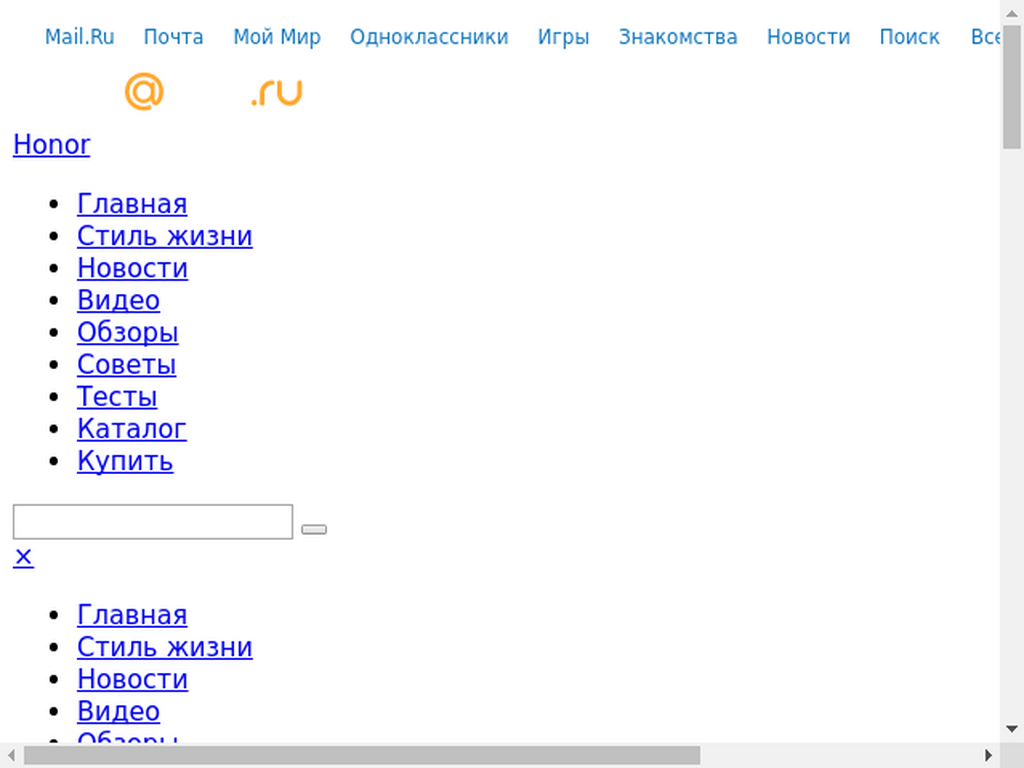 Mail.Ru Почта Мой Мир Одноклассники Игры Знакомства Новости Поиск Все
@ .ru
Honor
Главная
Стиль жизни
Новости
Видео
Обзоры
Советы
Тесты
Каталог
Купить
×
Главная
Стиль жизни
Новости
Видео
Обзоры